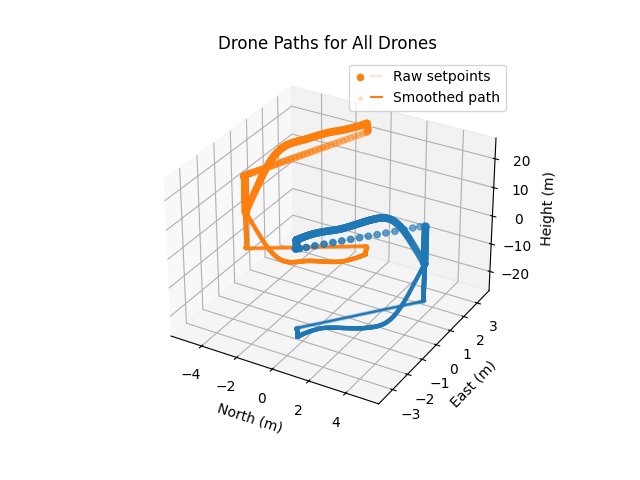 Drone Paths for All Drones
Raw setpoints
Smoothed path
20
10
0
−10
−20
Height (m)
3
2
1
0
−1
−2
−3
East (m)
−4
−2
0
2
4
North (m)